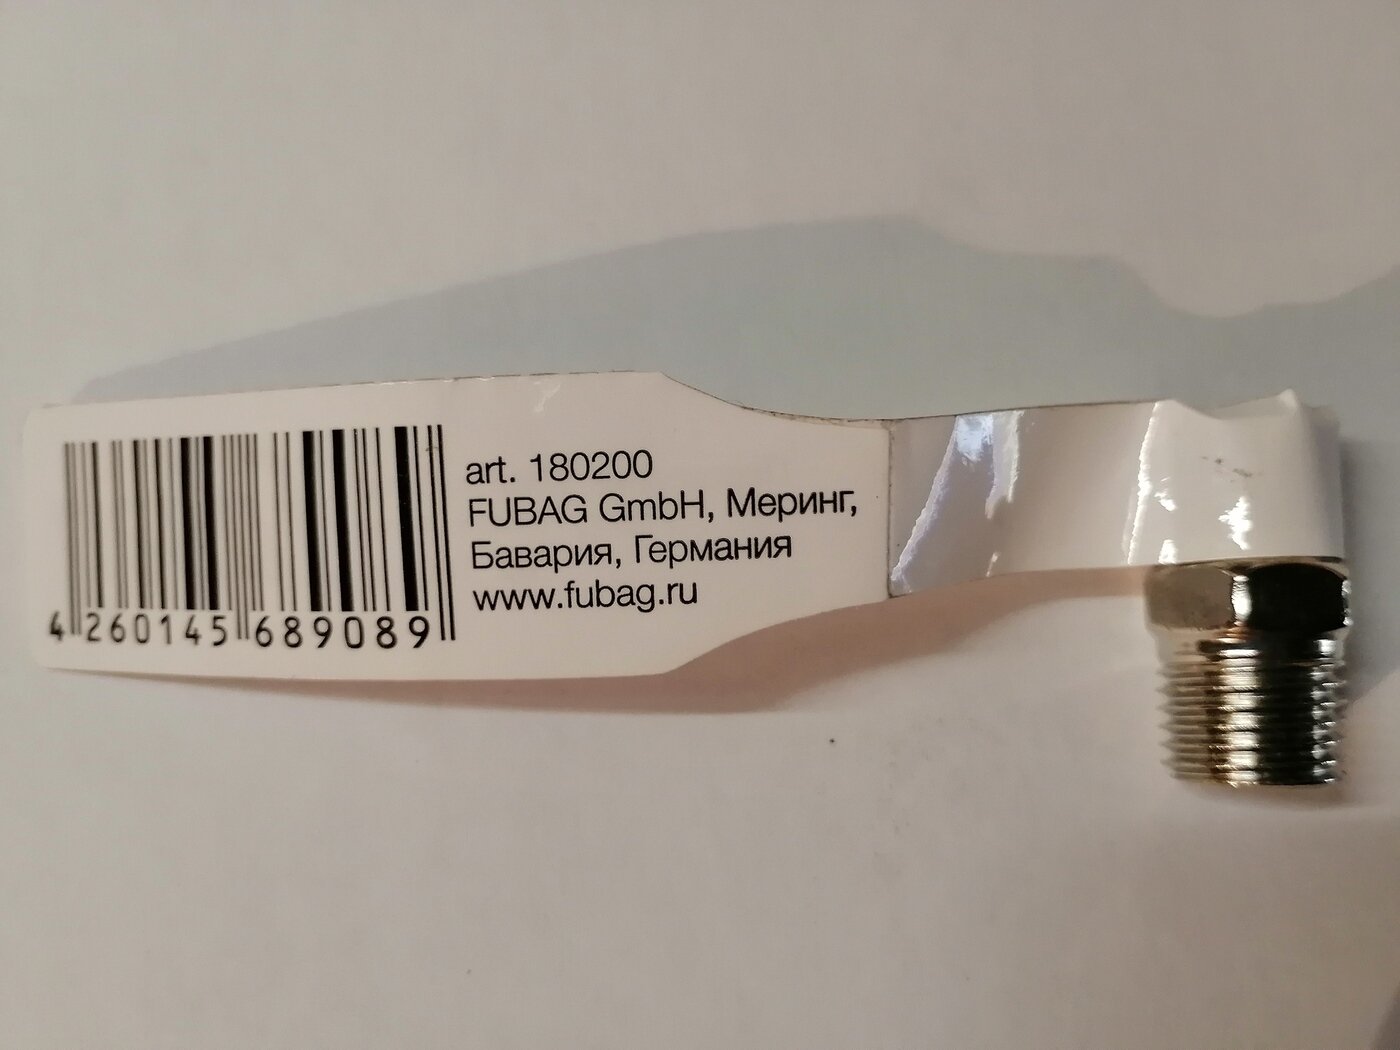 art. 180200
FUBAG GmbH, Меринг,
Бавария, Германия
www.fubag.ru
4 260145 689089